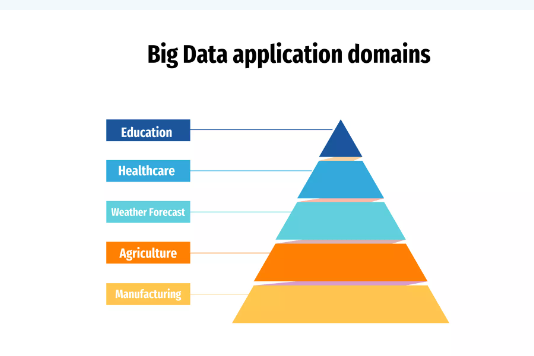 Big Data application domains
Education
Healthcare
Weather Forecast
Agriculture
Manufacturing